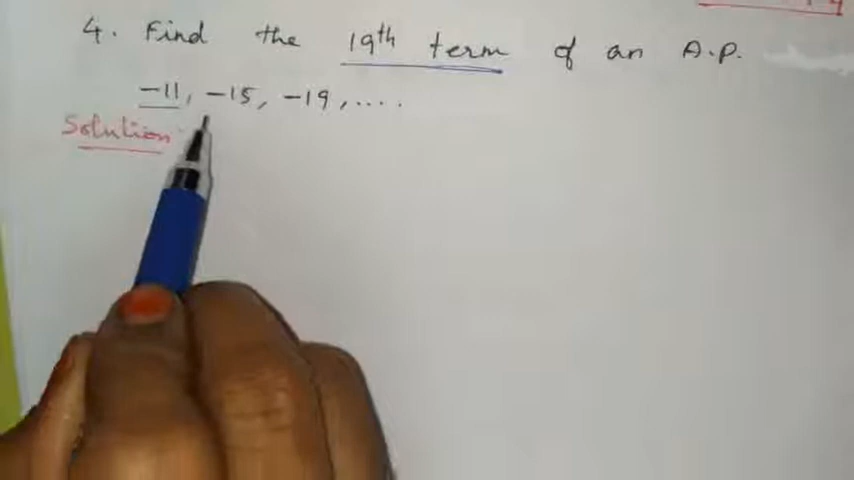 4. Find the 19th term of an A.P.
-11, -15, -19, ....
Solution